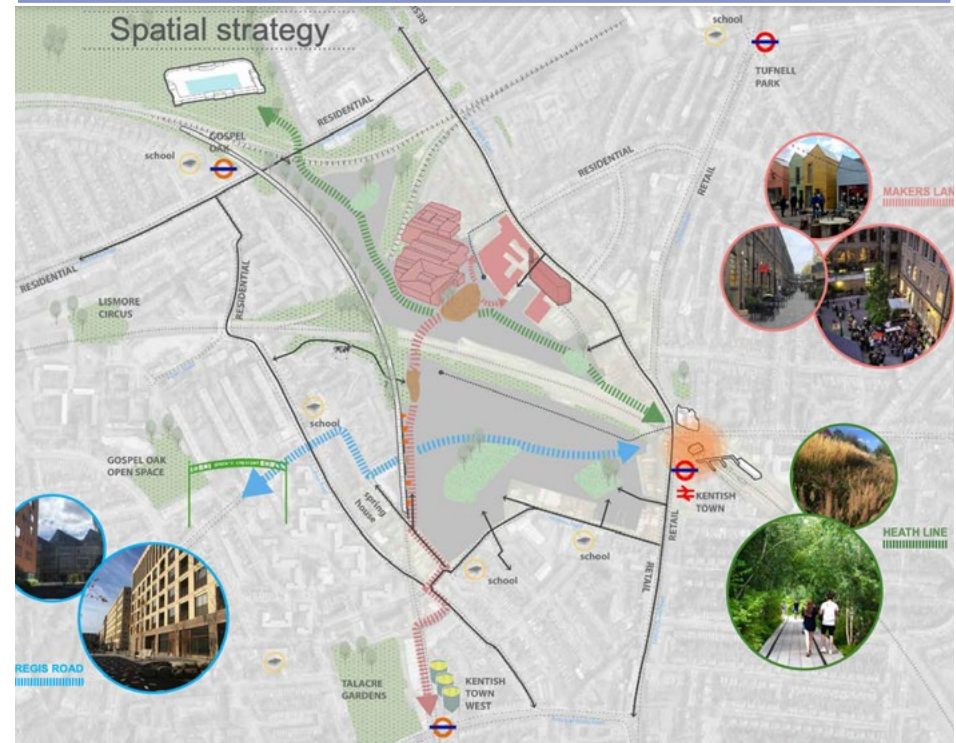 Spatial strategy
RESIDENTIAL
school
TUFNELL
PARK
RESIDENTIAL
GOSPEL
OAK
school
RESIDENTIAL
RETAIL
MAKERS LAN
RESIDENTIAL
RESIDENTIAL
LISMORE
CIRCUS
school
GOSPEL OAK
OPEN SPACE
spring
house
KENTISH
TOWN
RETAIL
HEATH LINE
school
school
RETAIL
REGIS ROAD
TALACRE
GARDENS
KENTISH
TOWN
WEST